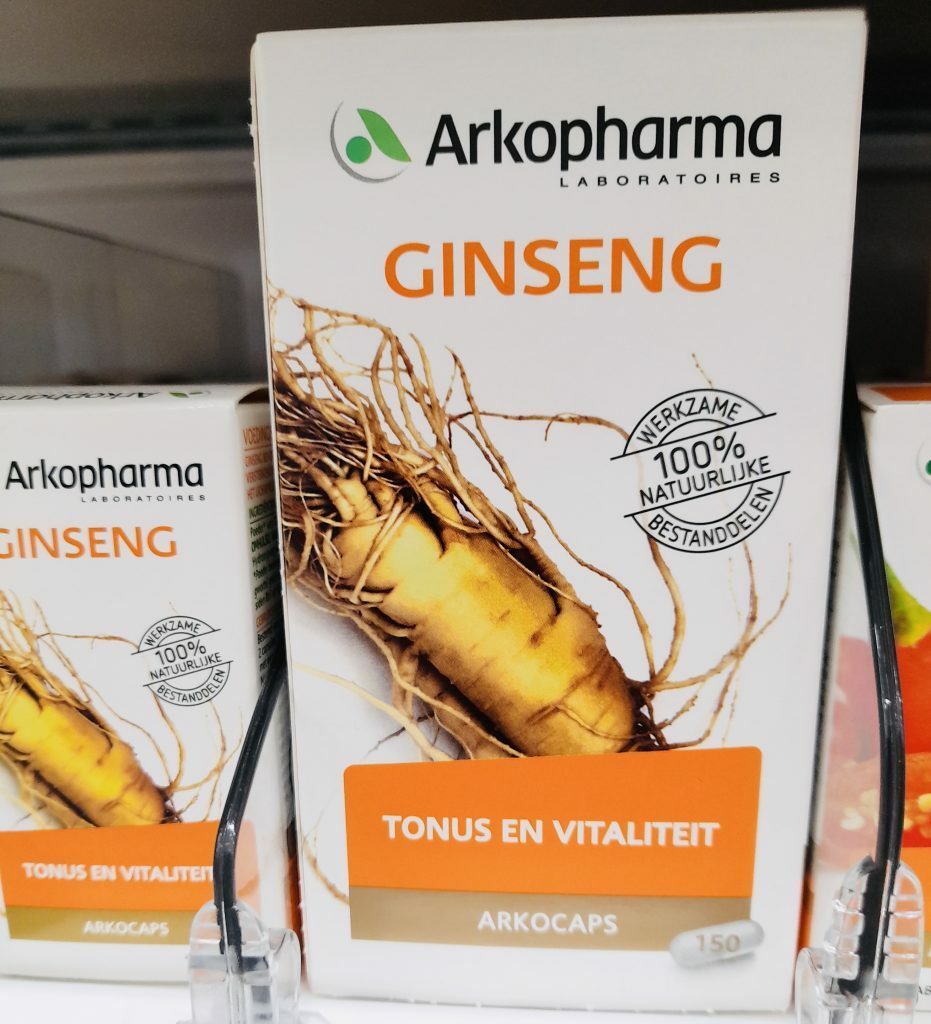 Arkopharma
LABORATOIRES
GINSENG
WERKZAME
100%
NATUURLIJKE
BESTANDDELEN
TONUS EN VITALITEIT
ARKOCAPS
150
Arkopharma
LABORATOIRES
GINSENG
WERKZAME
100%
NATUURLIJKE
BESTANDDELEN
TONUS EN VITALITEIT
ARKOCAPS